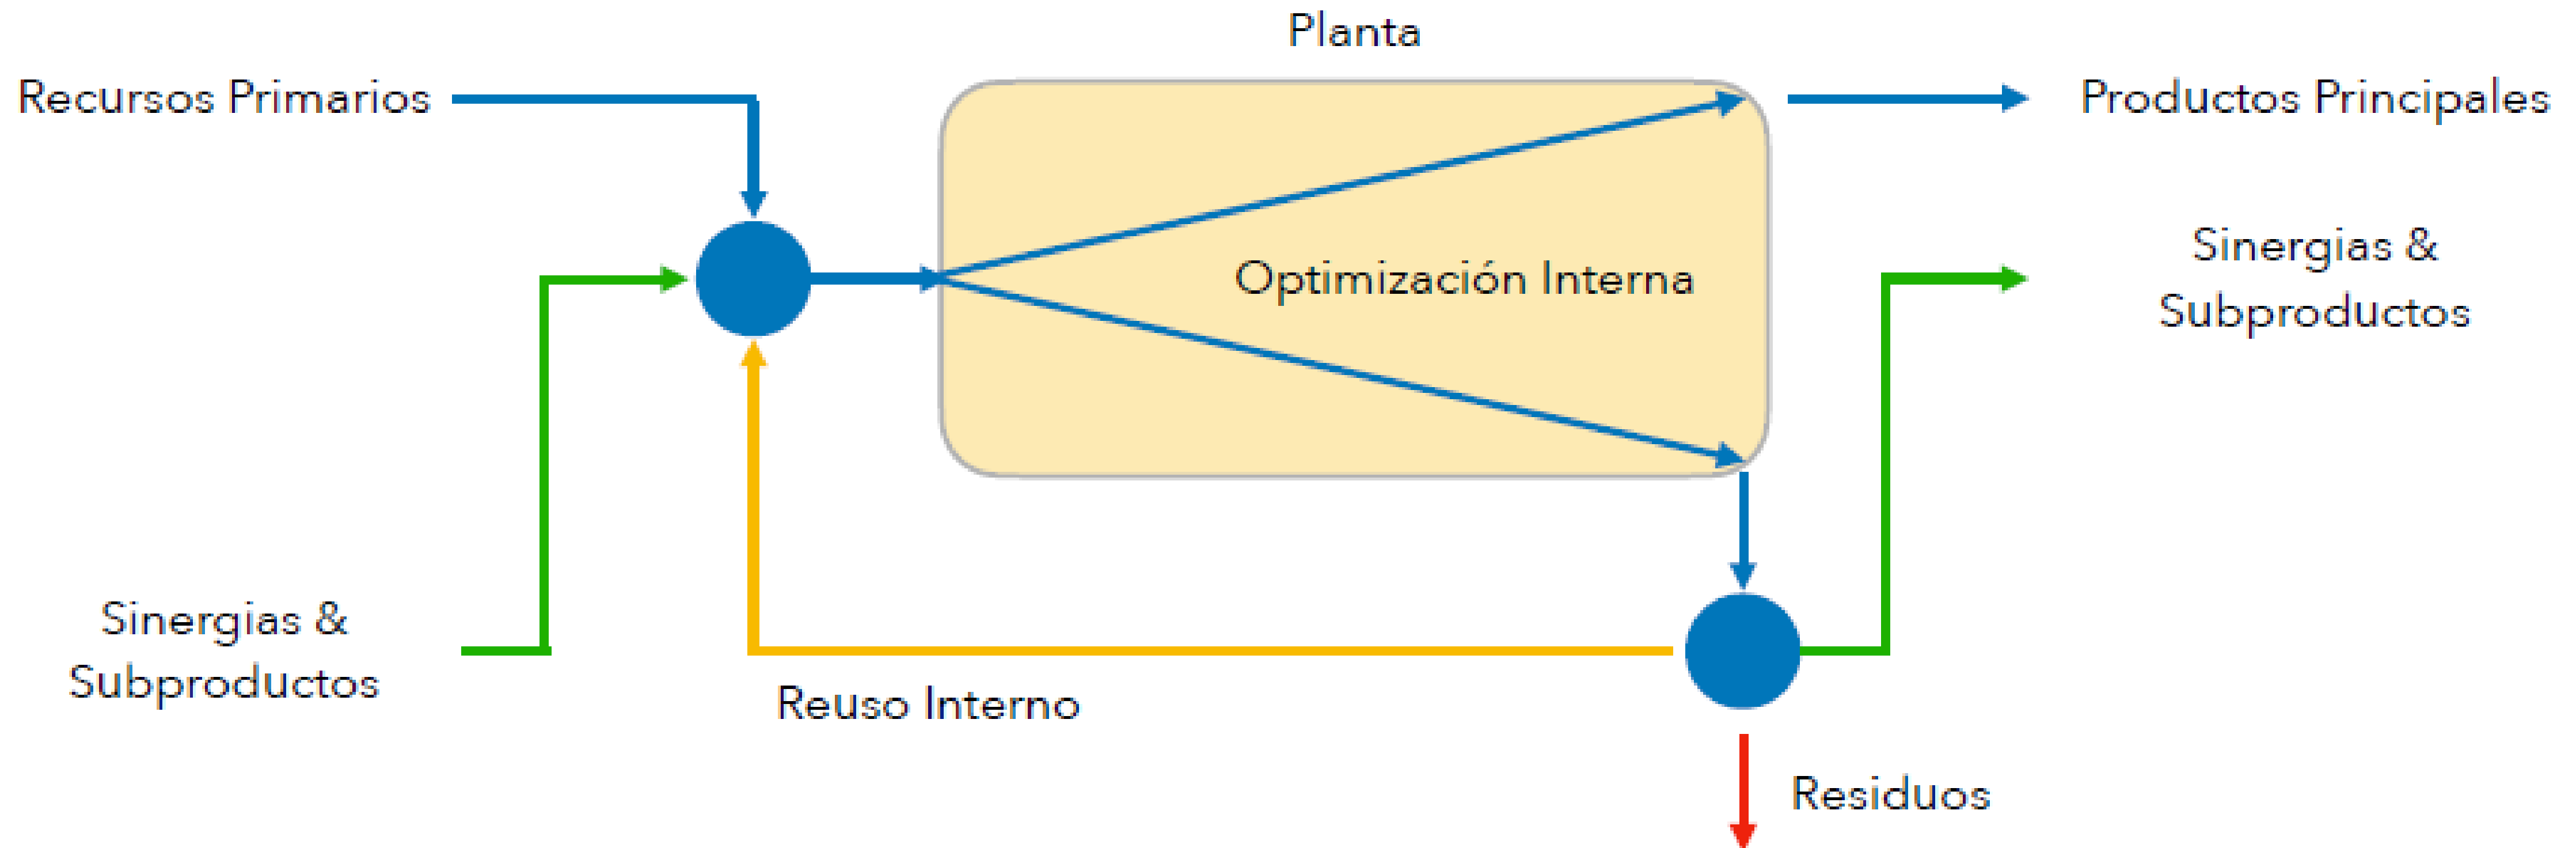 Planta
Recursos Primarios
Productos Principales
Optimización Interna
Sinergias &
Subproductos
Sinergias &
Subproductos
Reuso Interno
Residuos